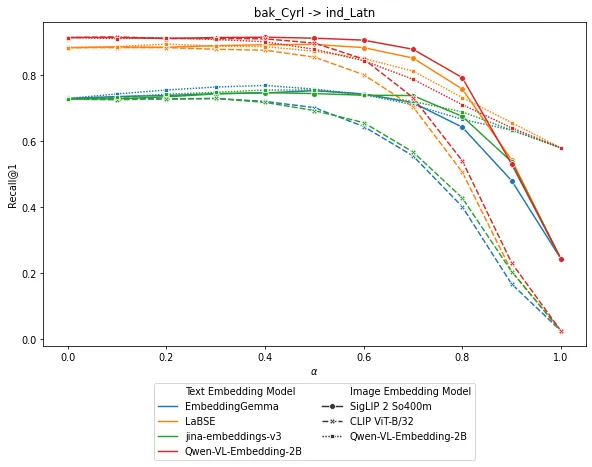 bak_Cyrl -> ind_Latn
Recall@1
0.8
0.6
0.4
0.2
0.0
0.0 0.2 0.4 0.6 0.8 1.0
α
Text Embedding Model Image Embedding Model
EmbeddingGemma SigLIP 2 So400m
LaBSE CLIP ViT-B/32
jina-embeddings-v3 Qwen-VL-Embedding-2B
Qwen-VL-Embedding-2B